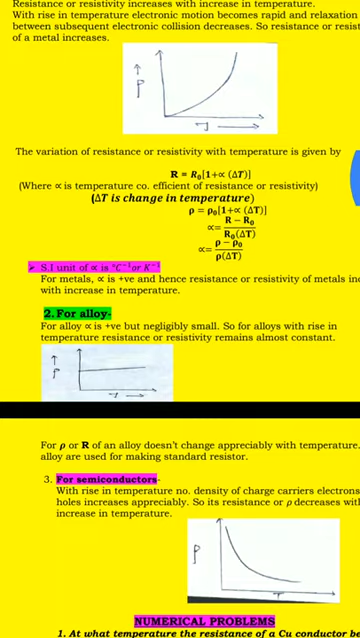 Resistance or resistivity increases with increase in temperature.
With rise in temperature electronic motion becomes rapid and relaxation
between subsequent electronic collision decreases. So resistance or resist
of a metal increases.
↑
ρ
T →
The variation of resistance or resistivity with temperature is given by
R = R₀[1+∝ (ΔT)]
(Where ∝ is temperature co. efficient of resistance or resistivity)
(ΔT is change in temperature)
ρ = ρ₀[1+∝ (ΔT)]
∝= R − R₀ / R₀(ΔT)
∝= ρ − ρ₀ / ρ(ΔT)
➢ S.I unit of ∝ is °C⁻¹or K⁻¹
For metals, ∝ is +ve and hence resistance or resistivity of metals inc
with increase in temperature.
2. For alloy-
For alloy ∝ is +ve but negligibly small. So for alloys with rise in
temperature resistance or resistivity remains almost constant.
↑
ρ
T →
For ρ or R of an alloy doesn't change appreciably with temperature.
alloy are used for making standard resistor.
3. For semiconductors-
With rise in temperature no. density of charge carriers electrons
holes increases appreciably. So its resistance or ρ decreases wit
increase in temperature.
ρ
T
NUMERICAL PROBLEMS
1. At what temperature the resistance of a Cu conductor be